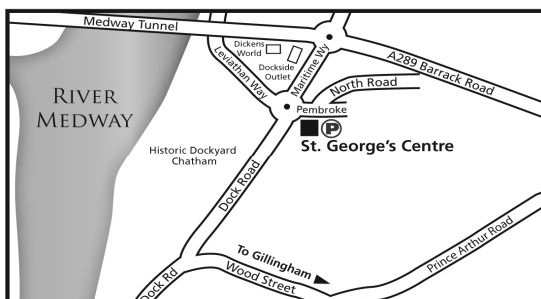 Medway Tunnel
Dickens
World
Dockside
Outlet
Maritime Wy
Leviathan Way
A289 Barrack Road
North Road
Pembroke
RIVER
MEDWAY
P
St. George's Centre
Historic Dockyard
Chatham
Dock Road
To Gillingham
Wood Street
Prince Arthur Road
Dock Rd